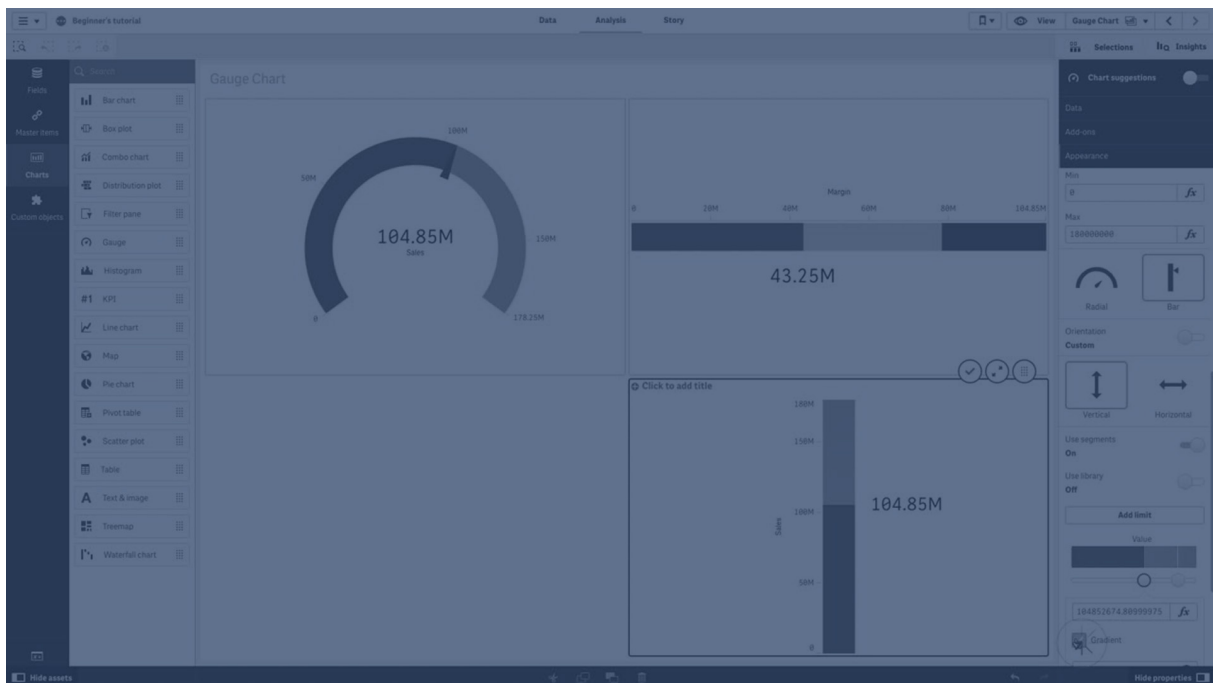 Beginner's tutorial
Data Analysis Story
View Gauge Chart
Selections Insights
Fields
Master items
Charts
Custom objects
Search
Bar chart
Box plot
Combo chart
Distribution plot
Filter pane
Gauge
Histogram
#1 KPI
Line chart
Map
Pie chart
Pivot table
Scatter plot
Table
A Text & image
Treemap
Waterfall chart
Gauge Chart
100M
50M
150M
104.85M
Sales
0
178.25M
Margin
0 20M 40M 60M 80M 104.85M
43.25M
Click to add title
180M
150M
100M
50M
0
Sales
104.85M
Chart suggestions
Data
Add-ons
Appearance
Min
0 fx
Max
180000000 fx
Radial Bar
Orientation
Custom
Vertical Horizontal
Use segments
On
Use library
Off
Add limit
Value
104852674.80999975 fx
Gradient
Hide assets
Hide properties